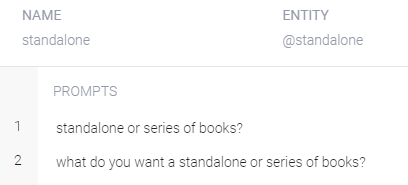 NAME ENTITY
standalone @standalone
PROMPTS
1 standalone or series of books?
2 what do you want a standalone or series of books?